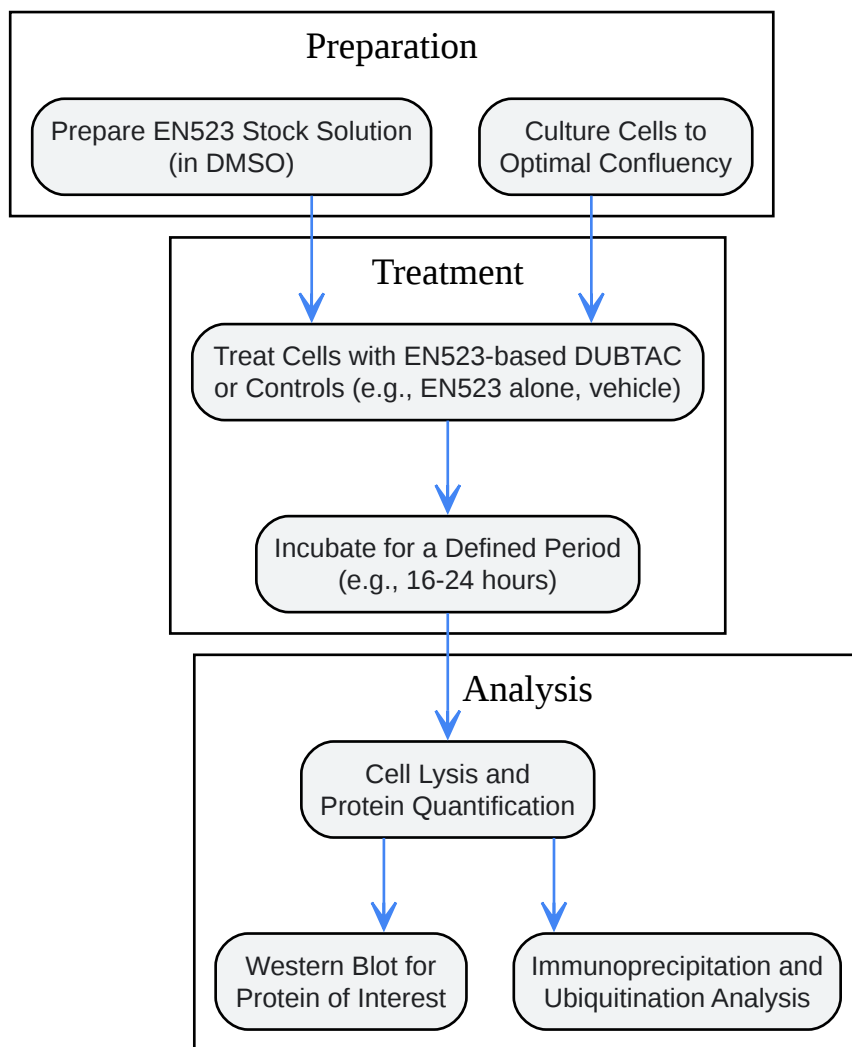 Preparation
Prepare EN523 Stock Solution
(in DMSO)
Culture Cells to
Optimal Confluency
Treatment
Treat Cells with EN523-based DUBTAC
or Controls (e.g., EN523 alone, vehicle)
Incubate for a Defined Period
(e.g., 16-24 hours)
Analysis
Cell Lysis and
Protein Quantification
Western Blot for
Protein of Interest
Immunoprecipitation and
Ubiquitination Analysis